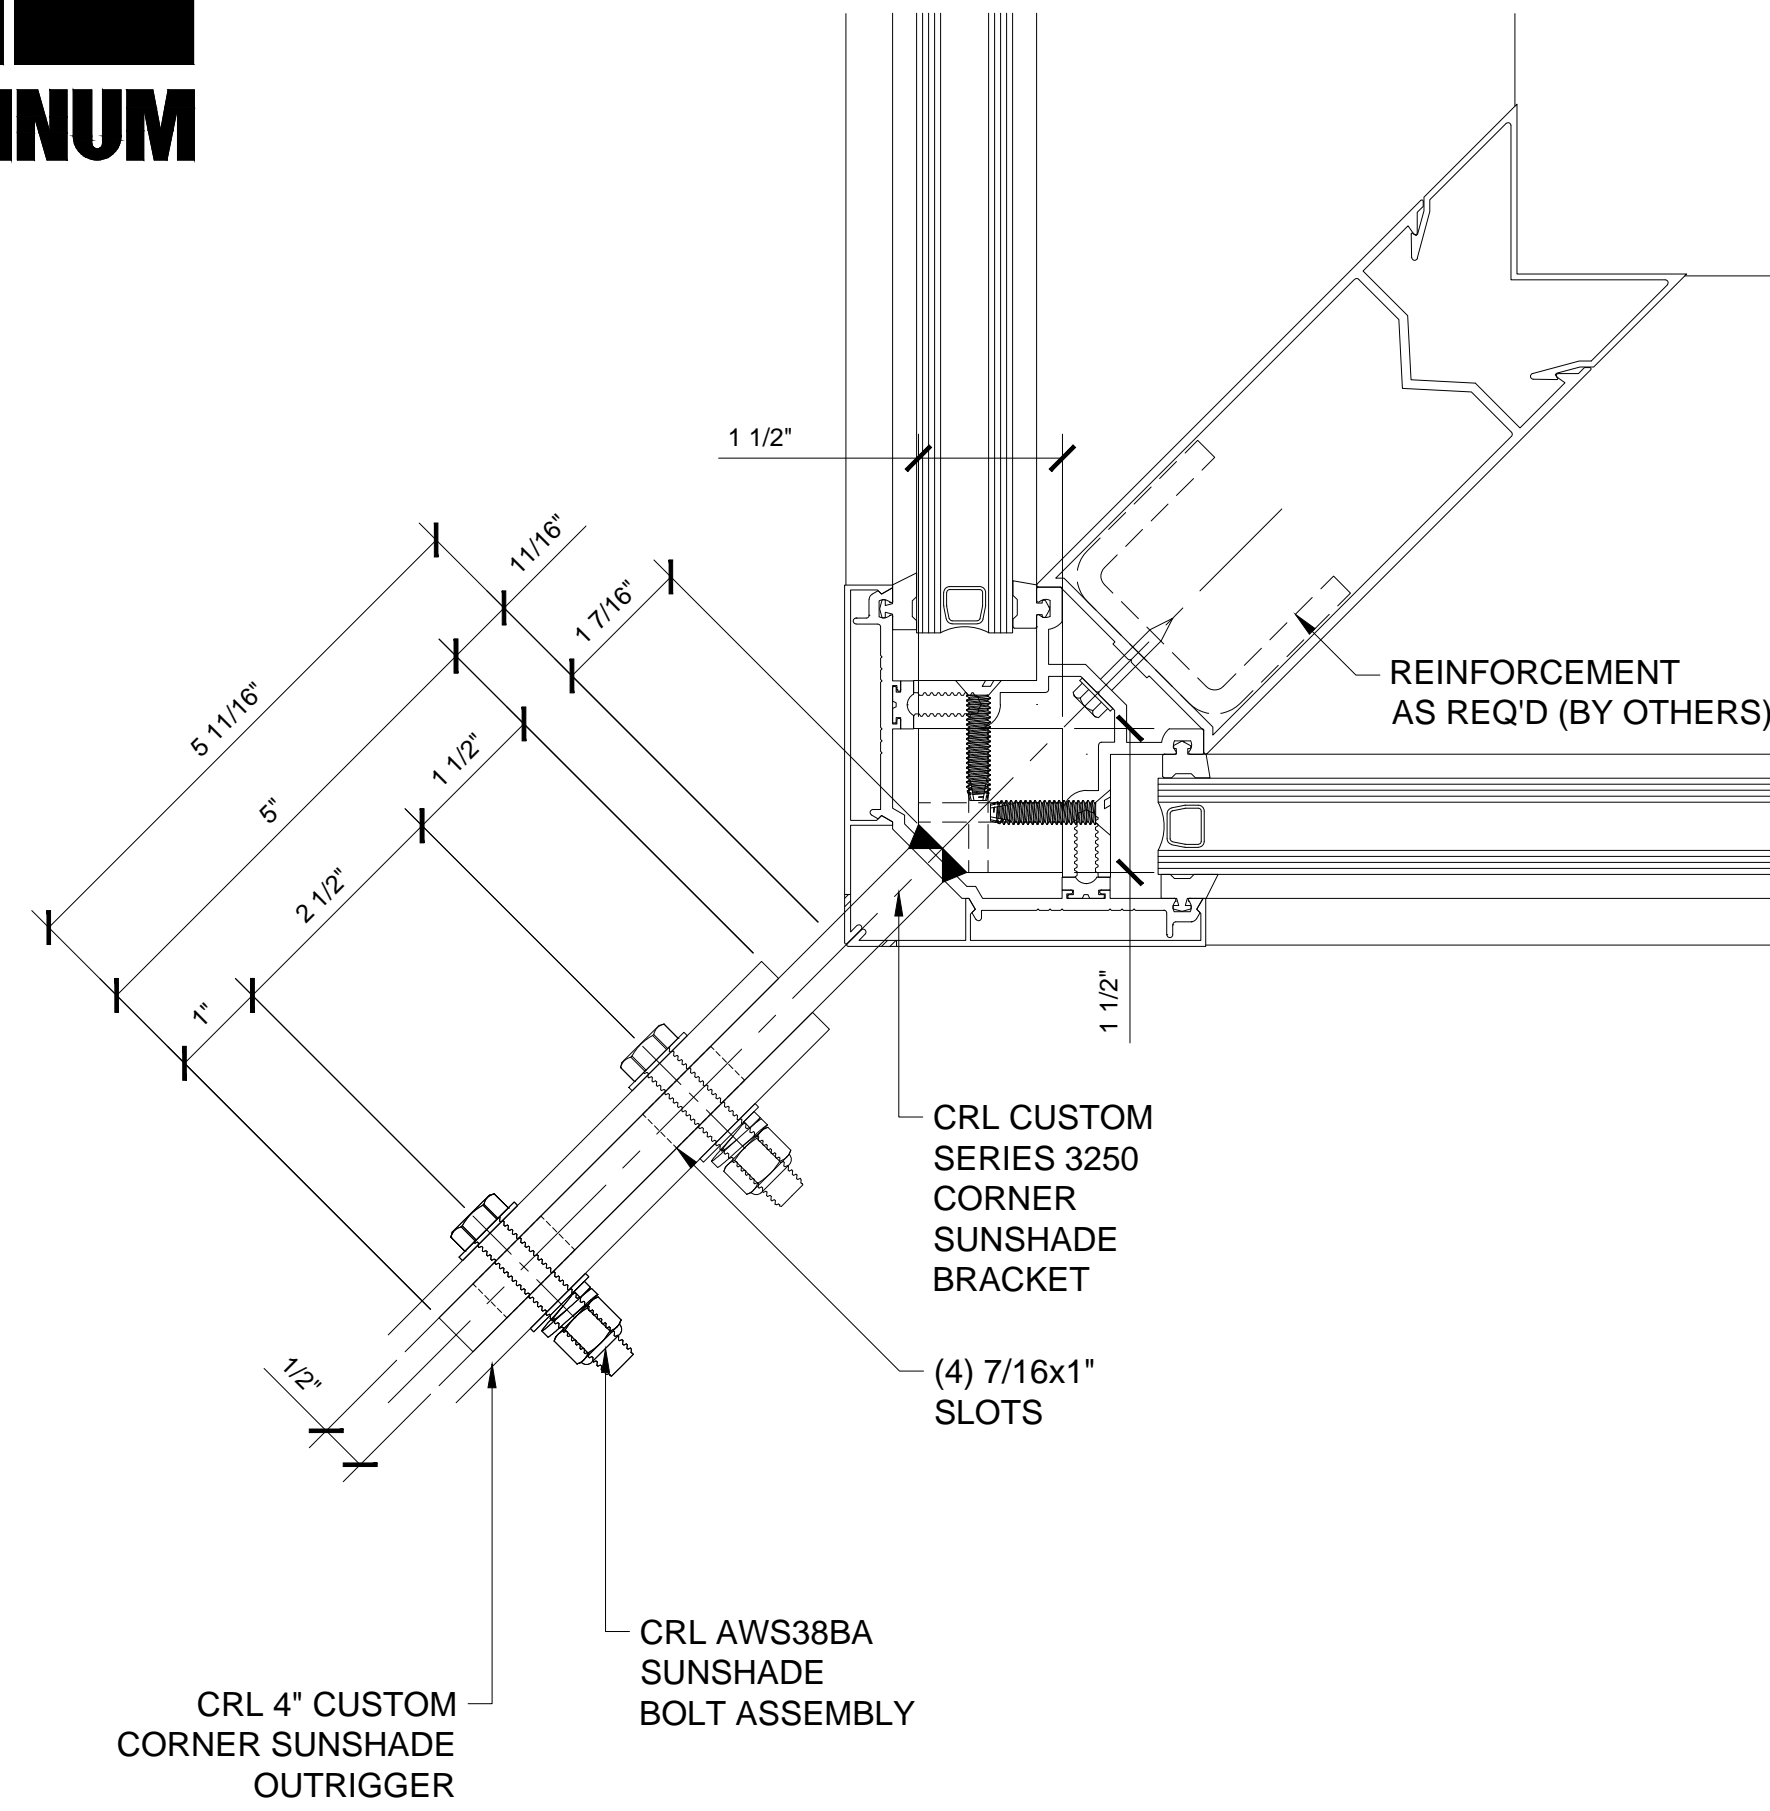 INUM
1 1/2"
11/16"
1 7/16"
5 11/16"
1 1/2"
5"
2 1/2"
1"
1/2"
1 1/2"
REINFORCEMENT
AS REQ'D (BY OTHERS)
CRL CUSTOM
SERIES 3250
CORNER
SUNSHADE
BRACKET
(4) 7/16x1"
SLOTS
CRL AWS38BA
SUNSHADE
BOLT ASSEMBLY
CRL 4" CUSTOM
CORNER SUNSHADE
OUTRIGGER